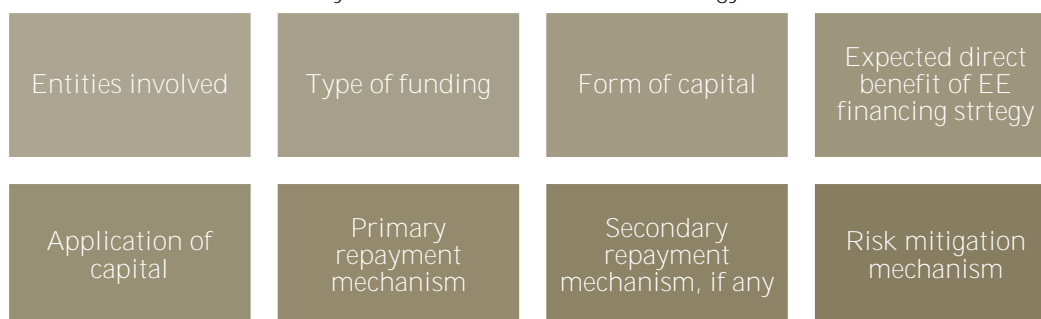 Entities involved
Type of funding
Form of capital
Expected direct
benefit of EE
financing strtegy
Application of
capital
Primary
repayment
mechanism
Secondary
repayment
mechanism, if any
Risk mitigation
mechanism